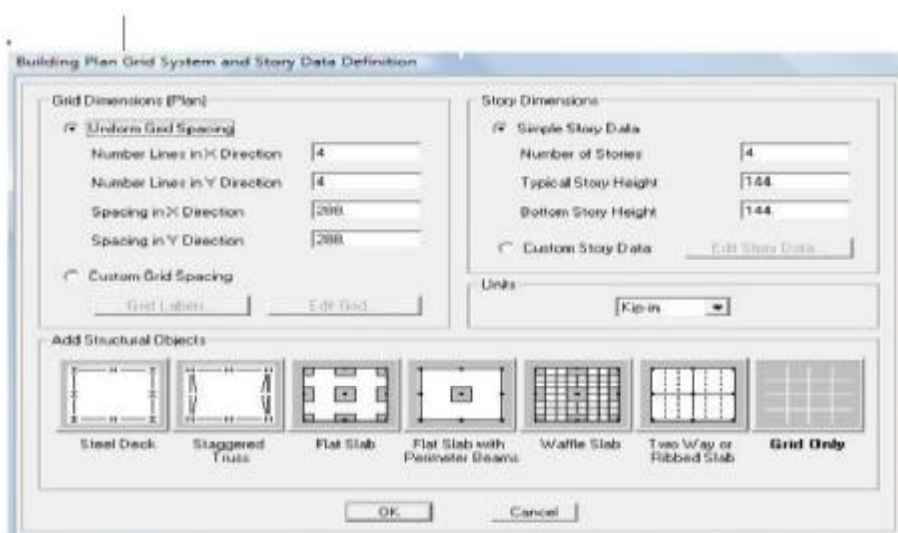 Building Plan Grid System and Story Data Definition
Grid Dimensions (Plan)
Uniform Grid Spacing
Number Lines in X Direction 4
Number Lines in Y Direction 4
Spacing in X Direction 288.
Spacing in Y Direction 288.
Custom Grid Spacing
Grid Labels... Edit Grid...
Story Dimensions
Simple Story Data
Number of Stories 4
Typical Story Height 144.
Bottom Story Height 144.
Custom Story Data Edit Story Data...
Units
Kip-in
Add Structural Objects
Steel Deck
Staggered Truss
Flat Slab
Flat Slab with Perimeter Beams
Waffle Slab
Two Way or Ribbed Slab
Grid Only
OK Cancel